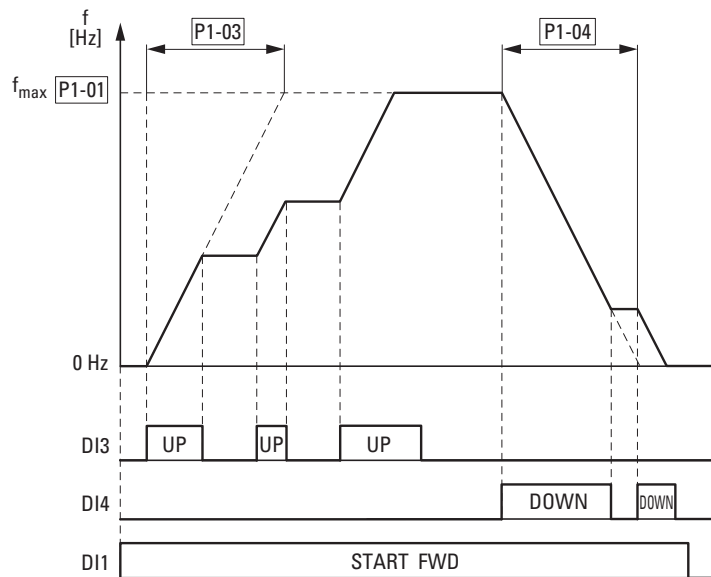 f
[Hz]
P1-03
P1-04
fmax P1-01
0 Hz
DI3
UP
UP
UP
DI4
DOWN
DOWN
DI1
START FWD